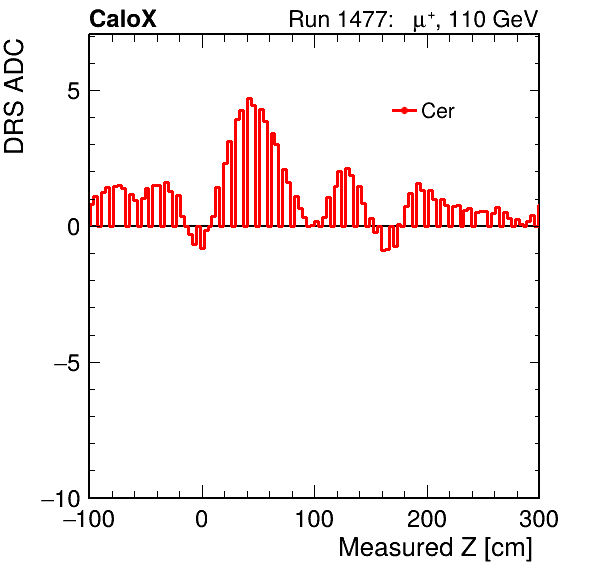 CaloX Run 1477: μ⁺, 110 GeV
DRS ADC
Cer
5
0
−5
−10
−100 0 100 200 300
Measured Z [cm]